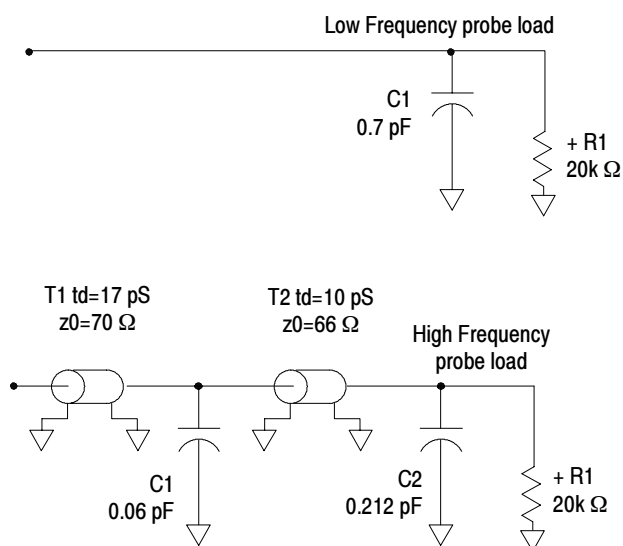 Low Frequency probe load
C1
0.7 pF
+ R1
20k Ω
T1 td=17 pS
z0=70 Ω
T2 td=10 pS
z0=66 Ω
High Frequency
probe load
C1
0.06 pF
C2
0.212 pF
+ R1
20k Ω